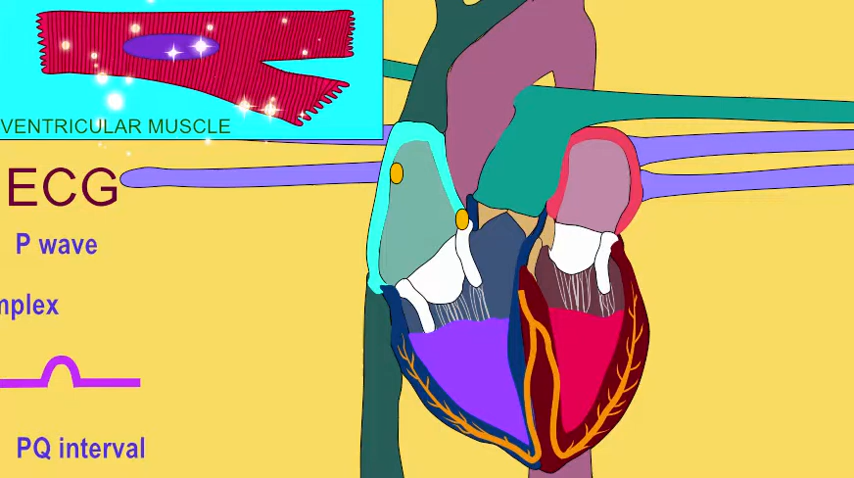 VENTRICULAR MUSCLE
ECG
P wave
mplex
PQ interval